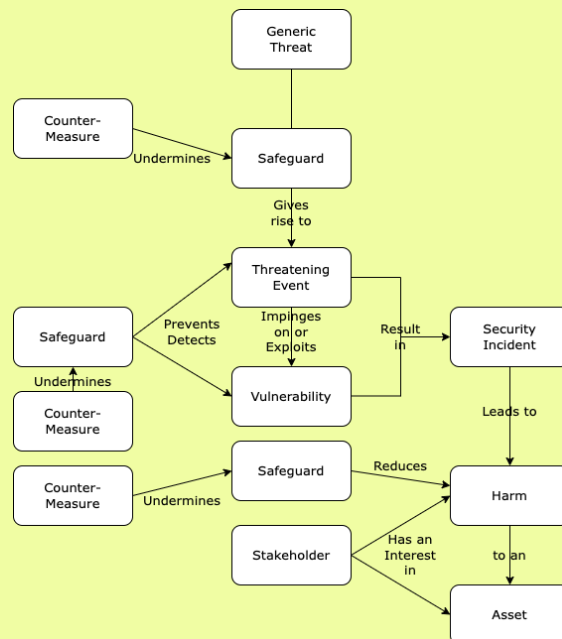 Generic
Threat
Counter-
Measure
Undermines
Safeguard
Gives
rise to
Threatening
Event
Safeguard
Prevents
Detects
Impinges
on or
Exploits
Result
in
Security
Incident
Undermines
Counter-
Measure
Vulnerability
Leads to
Counter-
Measure
Undermines
Safeguard
Reduces
Harm
Stakeholder
Has an
Interest
in
to an
Asset